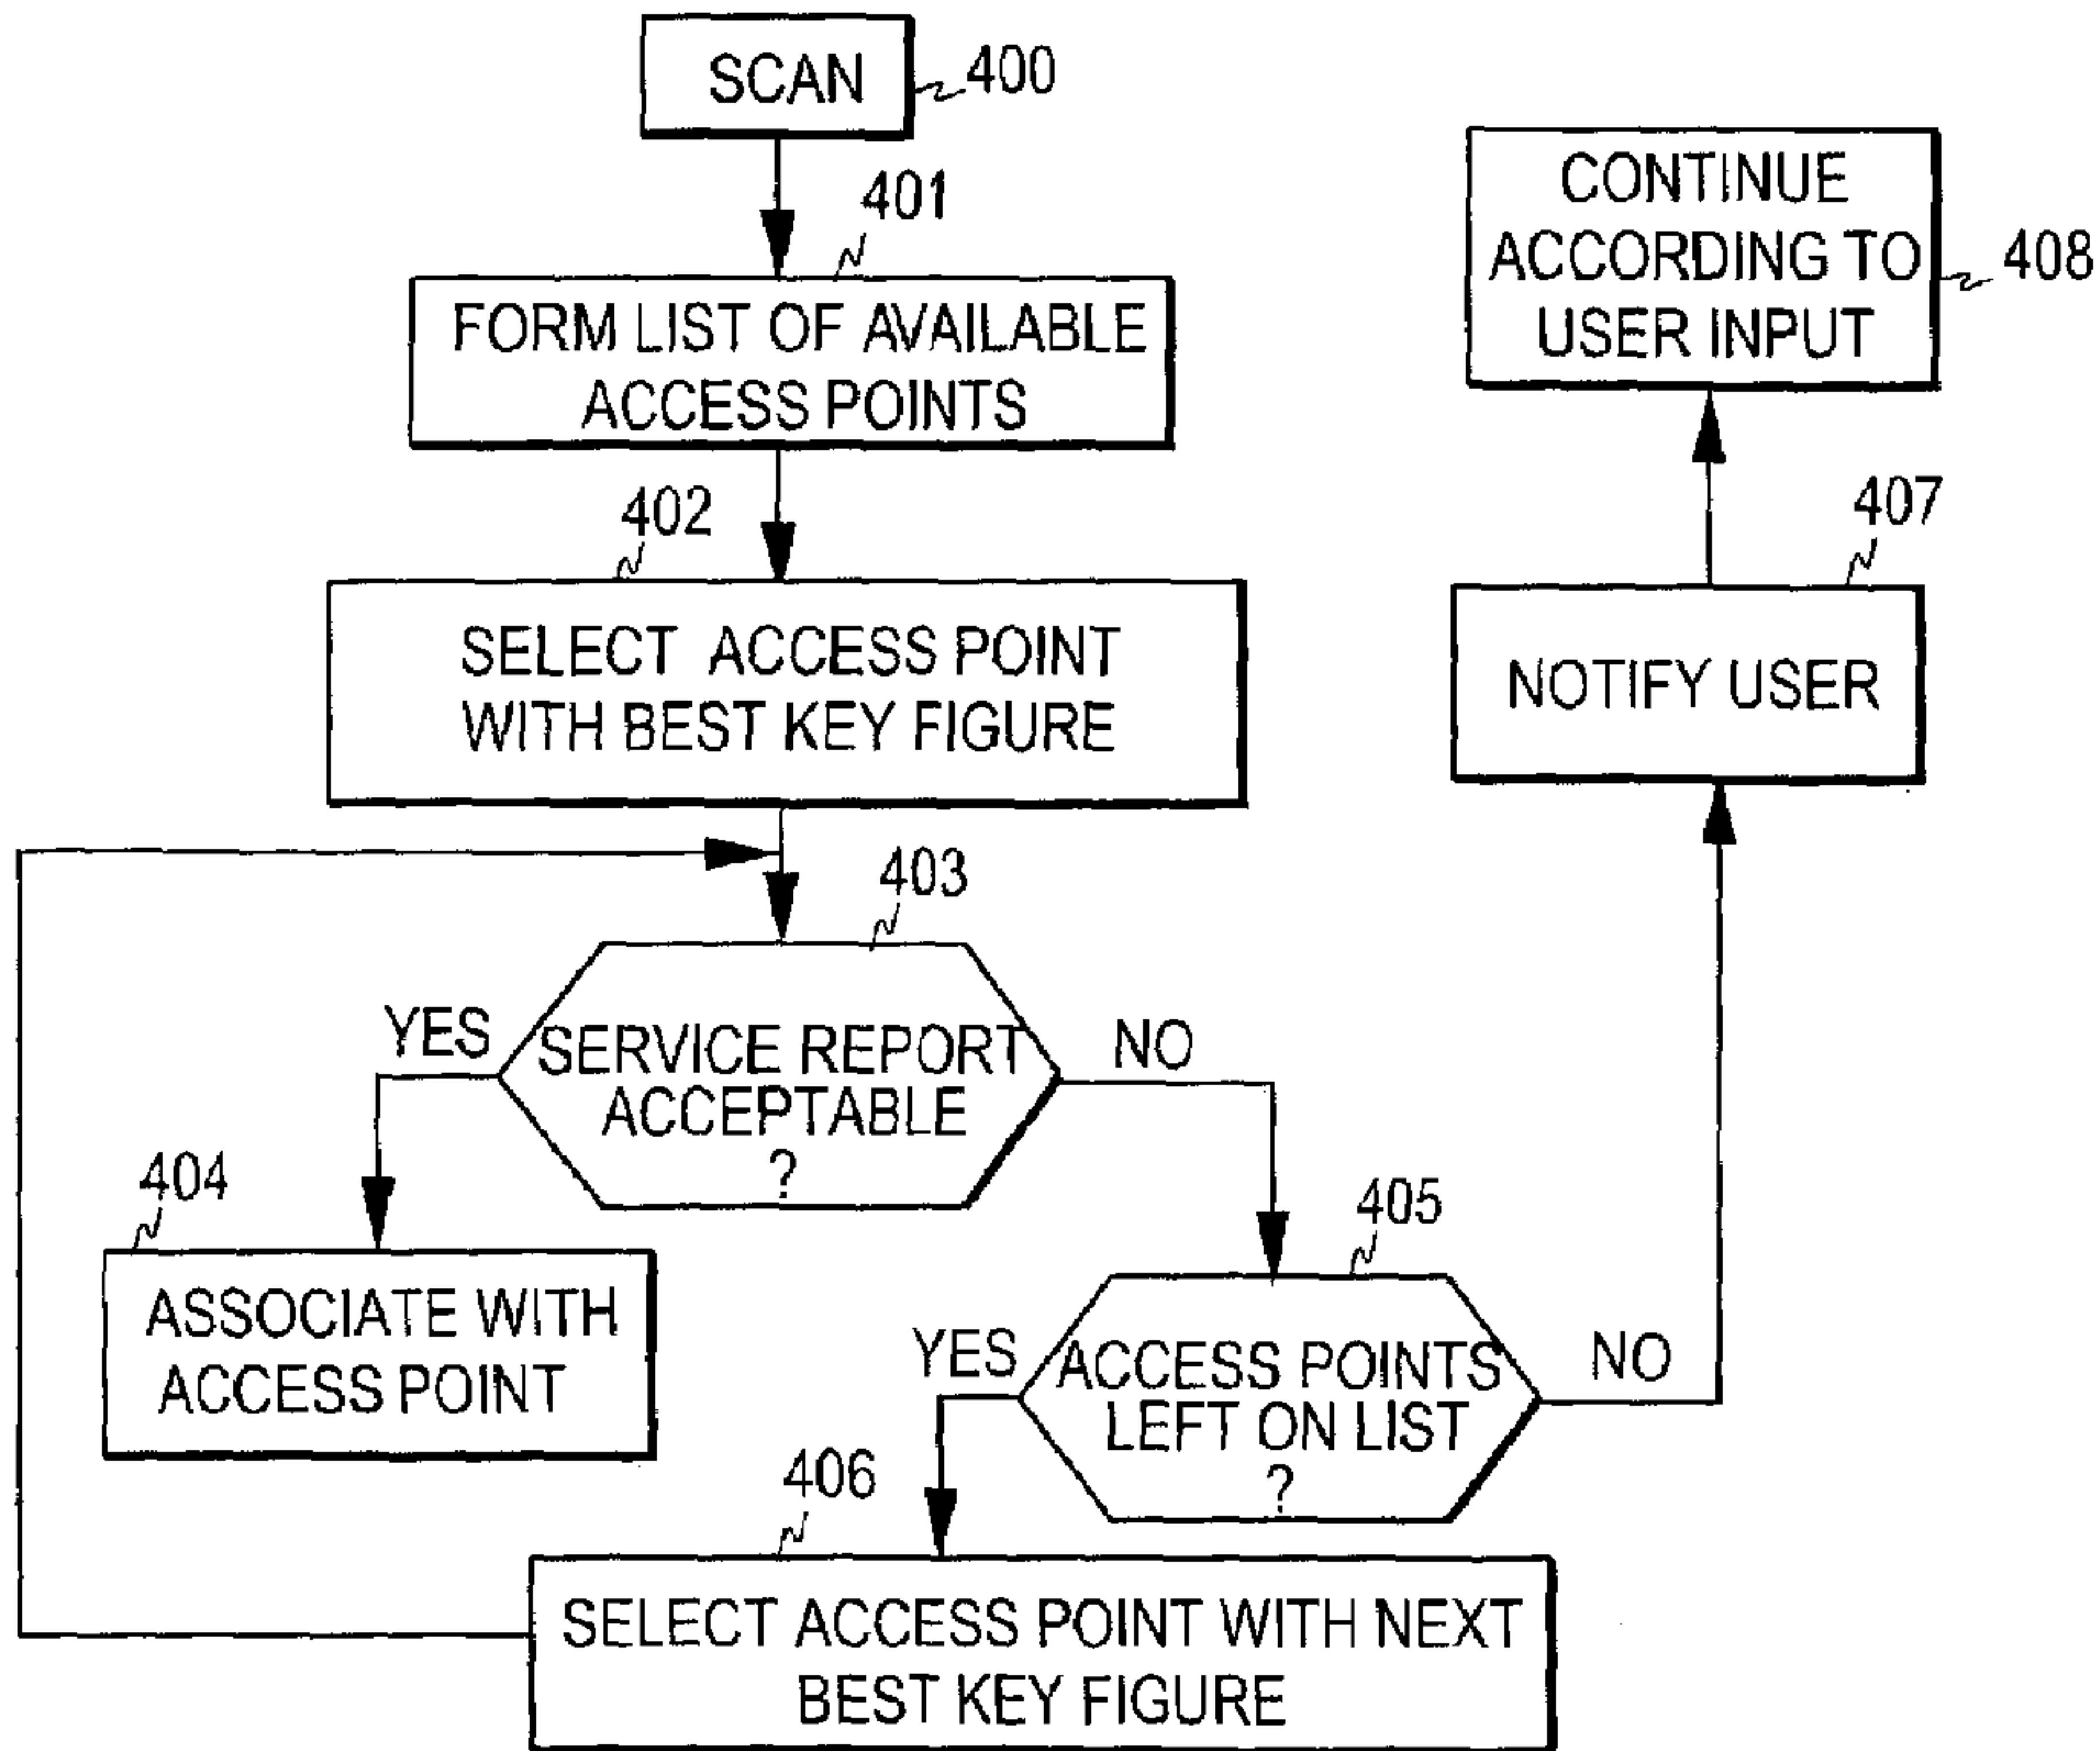 SCAN
400
401
FORM LIST OF AVAILABLE
ACCESS POINTS
402
SELECT ACCESS POINT
WITH BEST KEY FIGURE
403
SERVICE REPORT
ACCEPTABLE
?
YES
NO
404
ASSOCIATE WITH
ACCESS POINT
405
ACCESS POINTS
LEFT ON LIST
?
YES
NO
406
SELECT ACCESS POINT WITH NEXT
BEST KEY FIGURE
407
NOTIFY USER
CONTINUE
ACCORDING TO
USER INPUT
408